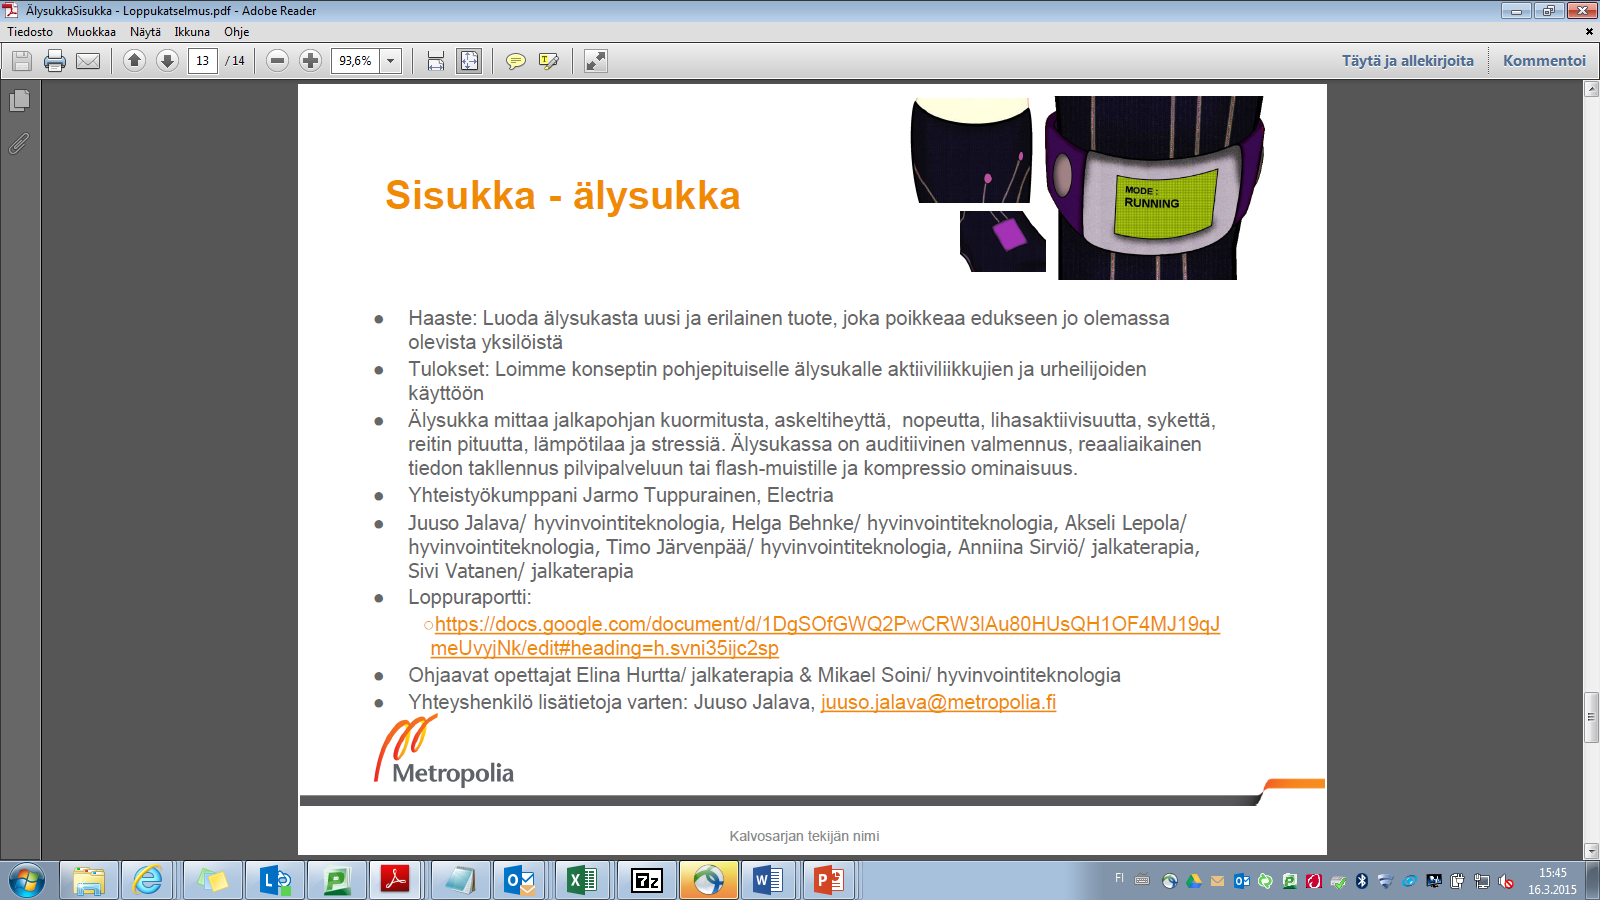 ÄlysukkaSisukka - Loppukatselmus.pdf - Adobe Reader
Tiedosto Muokkaa Näytä Ikkuna Ohje
13 / 14 93,6% Täytä ja allekirjoita Kommentoi
MODE :
RUNNING
Sisukka - älysukka
● Haaste: Luoda älysukasta uusi ja erilainen tuote, joka poikkeaa edukseen jo olemassa
olevista yksilöistä
● Tulokset: Loimme konseptin pohjepituiselle älysukalle aktiiviliikkujien ja urheilijoiden
käyttöön
● Älysukka mittaa jalkapohjan kuormitusta, askeltiheyttä, nopeutta, lihasaktiivisuutta, sykettä,
reitin pituutta, lämpötilaa ja stressiä. Älysukassa on auditiivinen valmennus, reaaliaikainen
tiedon takllennus pilvipalveluun tai flash-muistille ja kompressio ominaisuus.
● Yhteistyökumppani Jarmo Tuppurainen, Electria
● Juuso Jalava/ hyvinvointiteknologia, Helga Behnke/ hyvinvointiteknologia, Akseli Lepola/
hyvinvointiteknologia, Timo Järvenpää/ hyvinvointiteknologia, Anniina Sirviö/ jalkaterapia,
Sivi Vatanen/ jalkaterapia
● Loppuraportti:
○https://docs.google.com/document/d/1DgSOfGWQ2PwCRW3lAu80HUsQH1OF4MJ19qJ
meUvyjNk/edit#heading=h.svni35ijc2sp
● Ohjaavat opettajat Elina Hurtta/ jalkaterapia & Mikael Soini/ hyvinvointiteknologia
● Yhteyshenkilö lisätietoja varten: Juuso Jalava, juuso.jalava@metropolia.fi
Metropolia
Kalvosarjan tekijän nimi
FI
15:45
16.3.2015